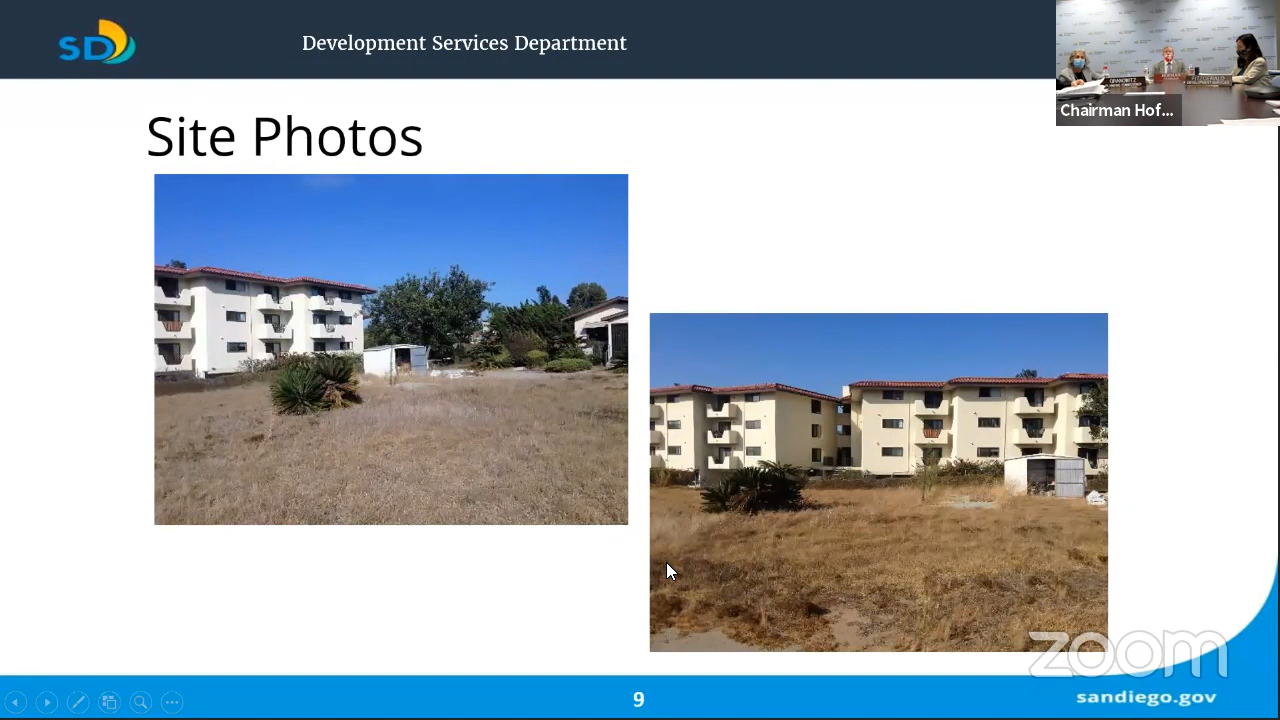 SD
Development Services Department
Chairman Hof...
Site Photos
zoom
9
sandiego.gov